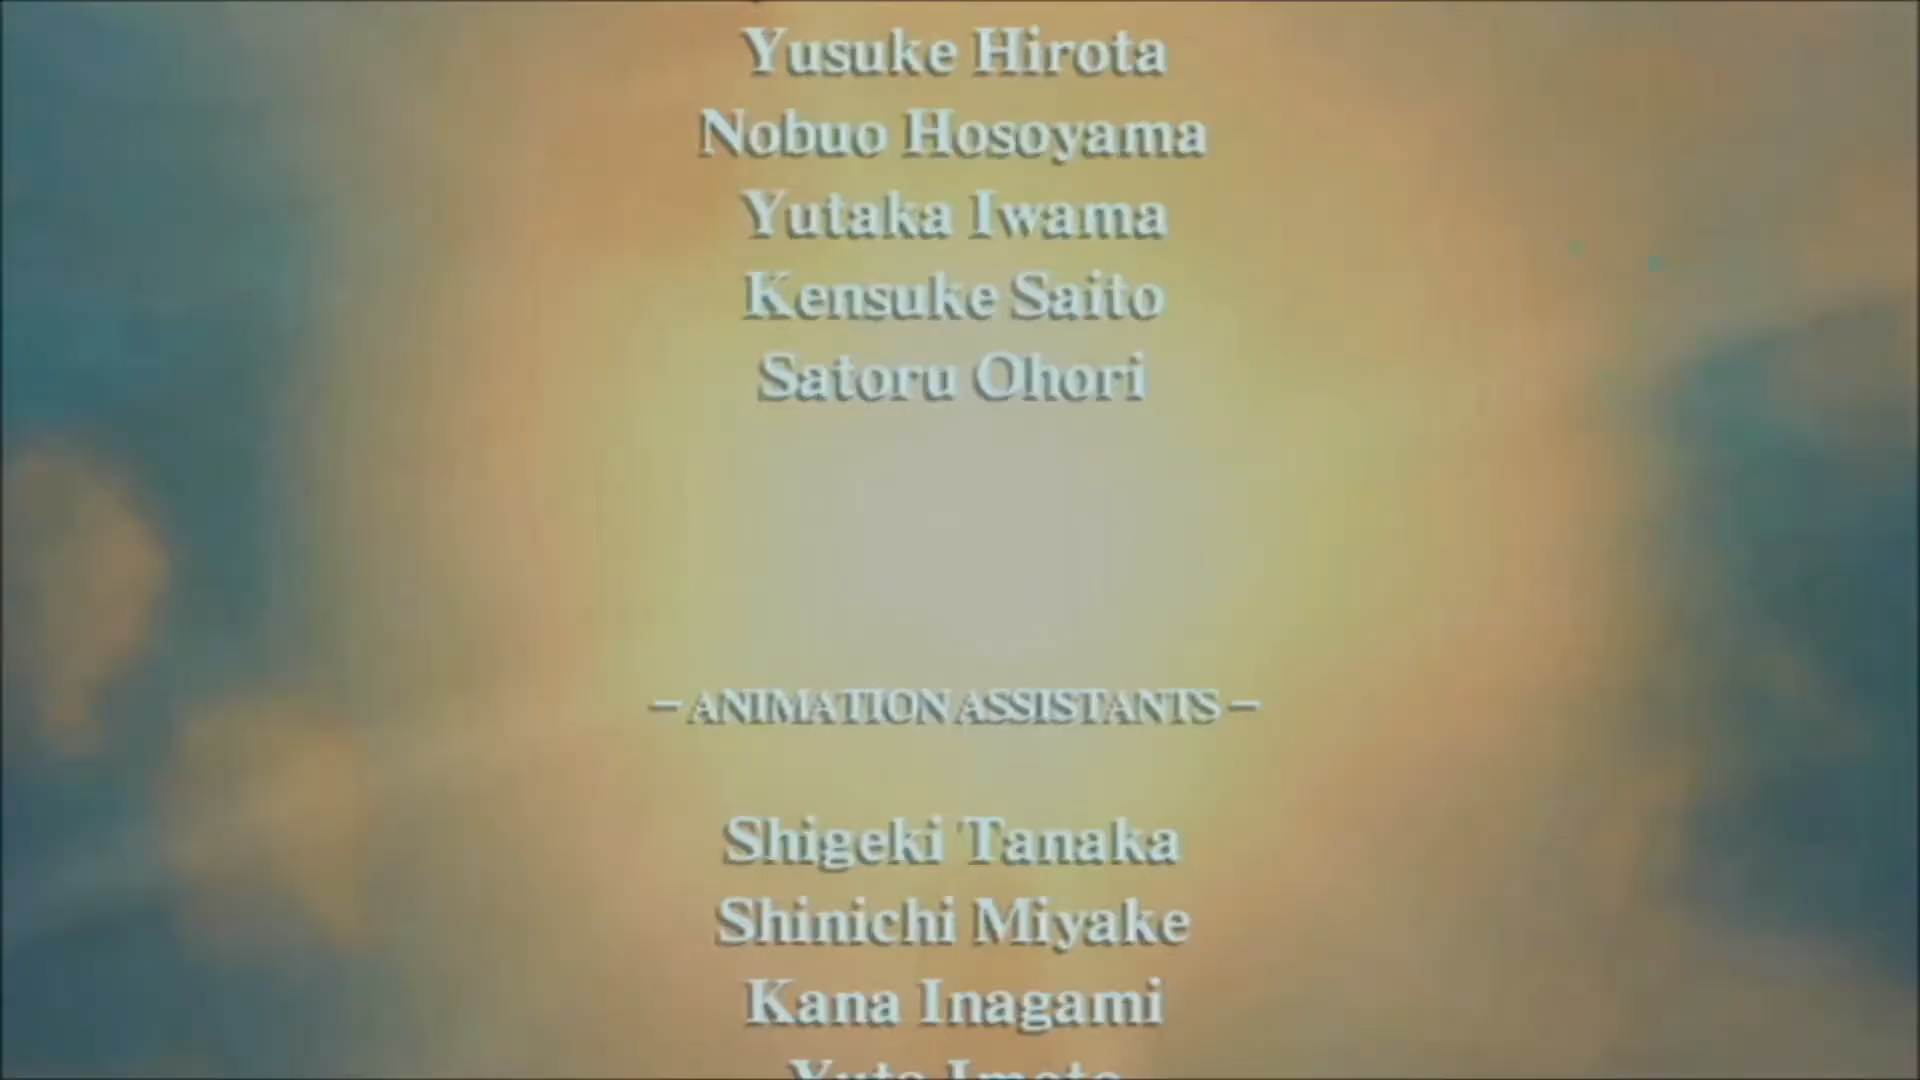 Yusuke Hirota
Nobuo Hosoyama
Yutaka Iwama
Kensuke Saito
Satoru Ohori
– ANIMATION ASSISTANTS –
Shigeki Tanaka
Shinichi Miyake
Kana Inagami